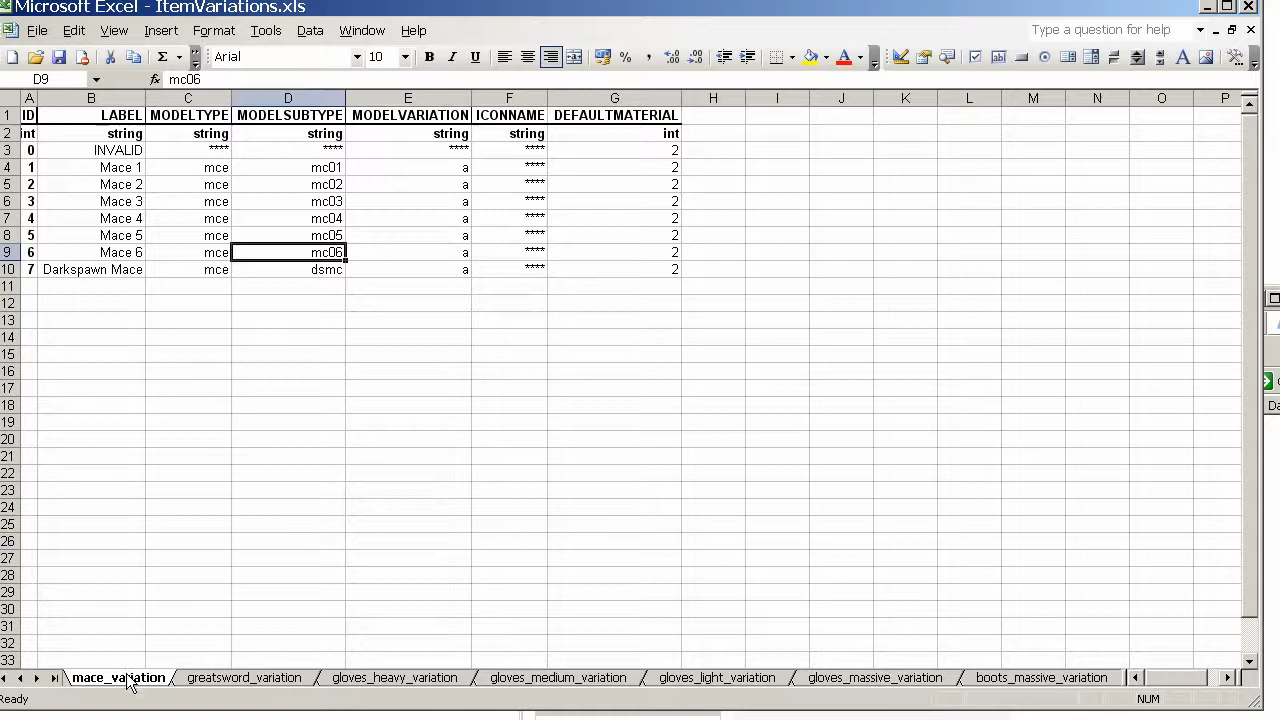 Microsoft Excel - ItemVariations.xls
File Edit View Insert Format Tools Data Window Help Type a question for help
Arial 10 B I U
D9 fx mc06
A B C D E F G H I J K L M N O P
1 ID LABEL MODELTYPE MODELSUBTYPE MODELVARIATION ICONNAME DEFAULTMATERIAL
2 int string string string string string int
3 0 INVALID **** **** **** **** 2
4 1 Mace 1 mce mc01 a **** 2
5 2 Mace 2 mce mc02 a **** 2
6 3 Mace 3 mce mc03 a **** 2
7 4 Mace 4 mce mc04 a **** 2
8 5 Mace 5 mce mc05 a **** 2
9 6 Mace 6 mce mc06 a **** 2
10 7 Darkspawn Mace mce dsmc a **** 2
11
12
13
14
15
16
17
18
19
20
21
22
23
24
25
26
27
28
29
30
31
32
33
mace_variation greatsword_variation gloves_heavy_variation gloves_medium_variation gloves_light_variation gloves_massive_variation boots_massive_variation
Ready NUM